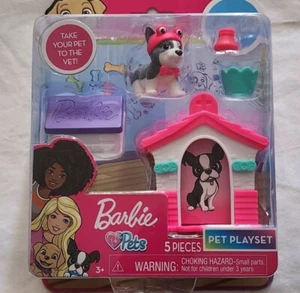 TAKE
YOUR PET
TO THE
VET!
Barbie
Barbie
Pets
5 PIECES
PET PLAYSET
3+
WARNING: CHOKING HAZARD-Small parts.
Not for children under 3 years.